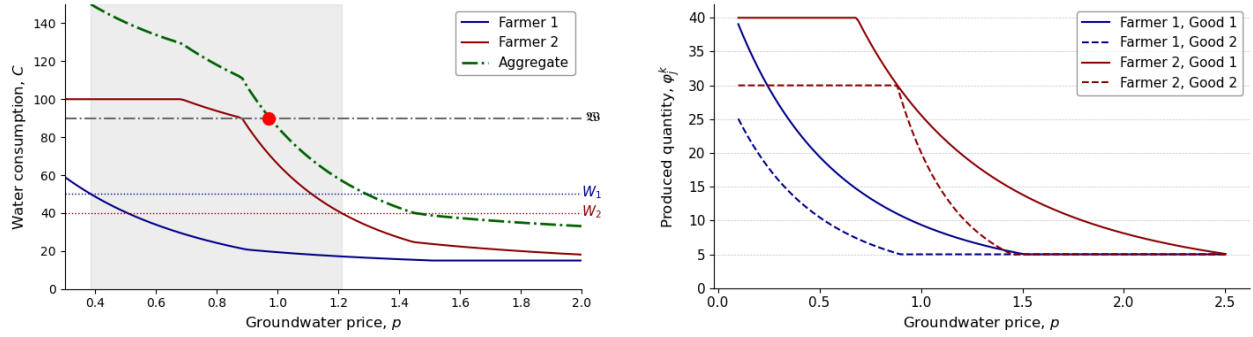 140
120
100
80
60
40
20
0
Water consumption, C
0.4 0.6 0.8 1.0 1.2 1.4 1.6 1.8 2.0
Groundwater price, p
Farmer 1
Farmer 2
Aggregate
W₁
W₂
40
35
30
25
20
15
10
5
0
Produced quantity, φⱼᵏ
0.0 0.5 1.0 1.5 2.0 2.5
Groundwater price, p
Farmer 1, Good 1
Farmer 1, Good 2
Farmer 2, Good 1
Farmer 2, Good 2